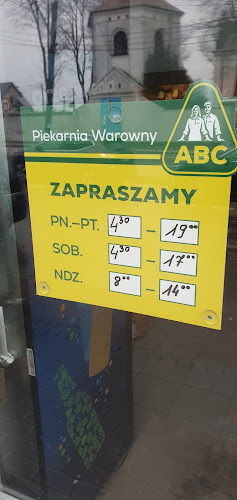 Piekarnia Warowny
ABC
ZAPRASZAMY
PN.–PT. 4³⁰ – 19⁰⁰
SOB. 4³⁰ – 17⁰⁰
NDZ. 8⁰⁰ – 14⁰⁰